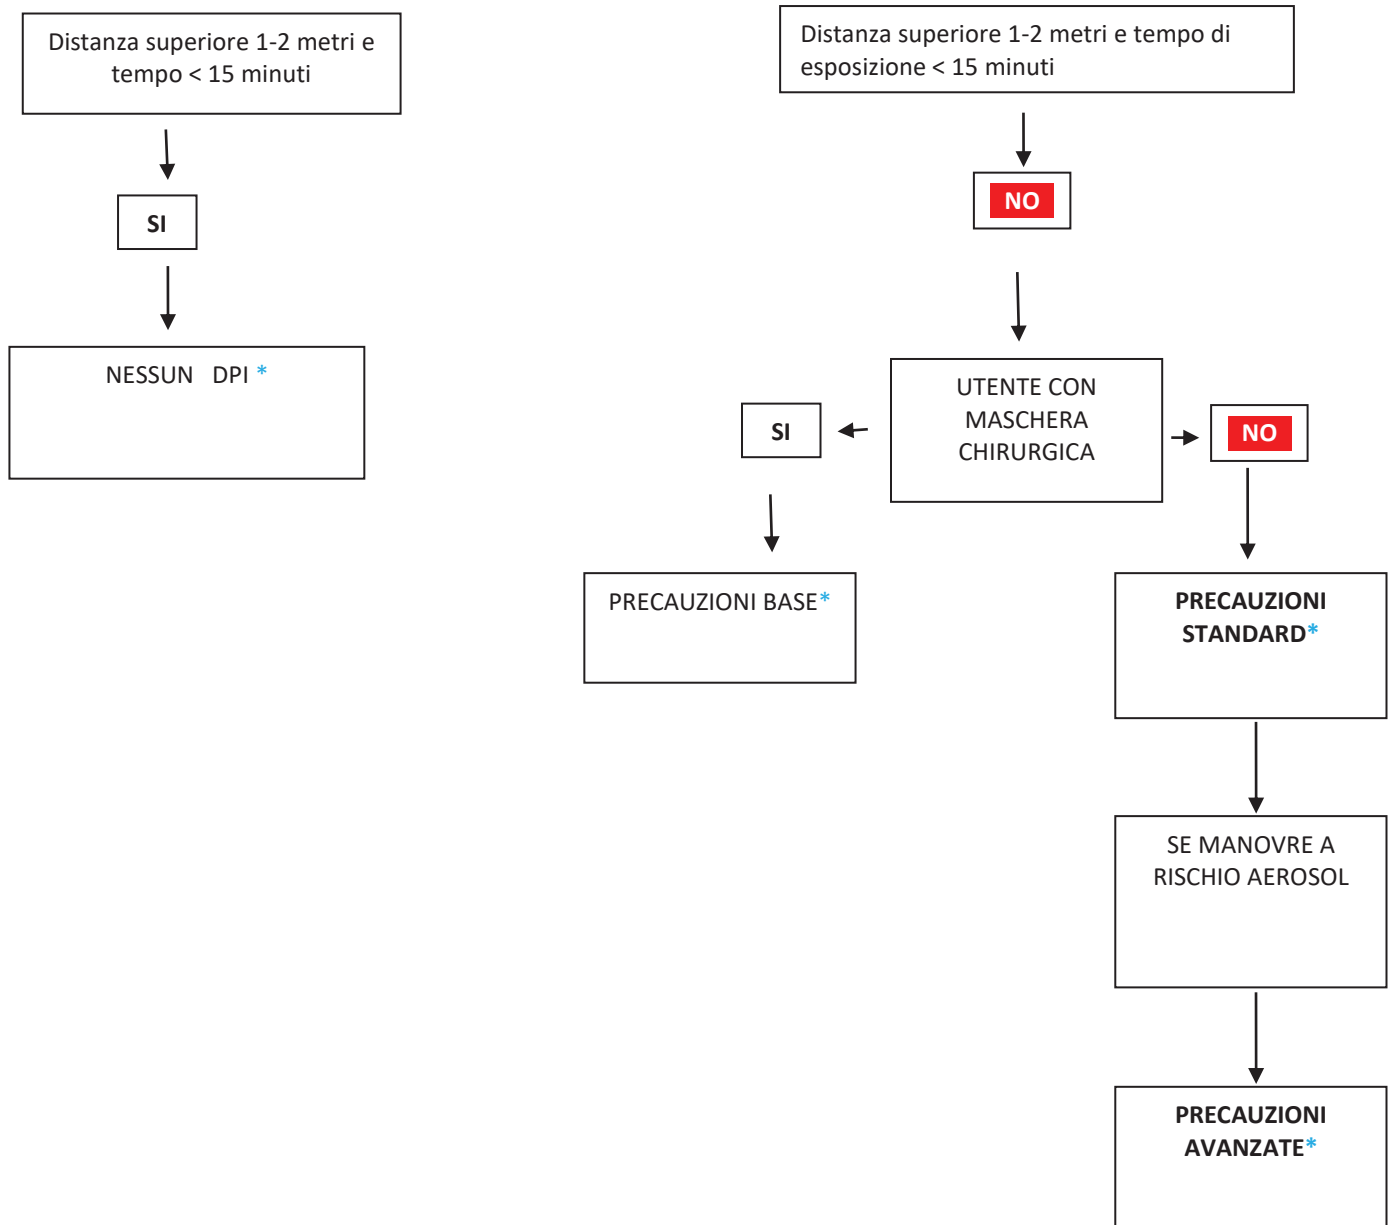 Distanza superiore 1-2 metri e
tempo < 15 minuti
SI
NESSUN DPI *
Distanza superiore 1-2 metri e tempo di
esposizione < 15 minuti
NO
UTENTE CON
MASCHERA
CHIRURGICA
SI
NO
PRECAUZIONI BASE*
PRECAUZIONI
STANDARD*
SE MANOVRE A
RISCHIO AEROSOL
PRECAUZIONI
AVANZATE*